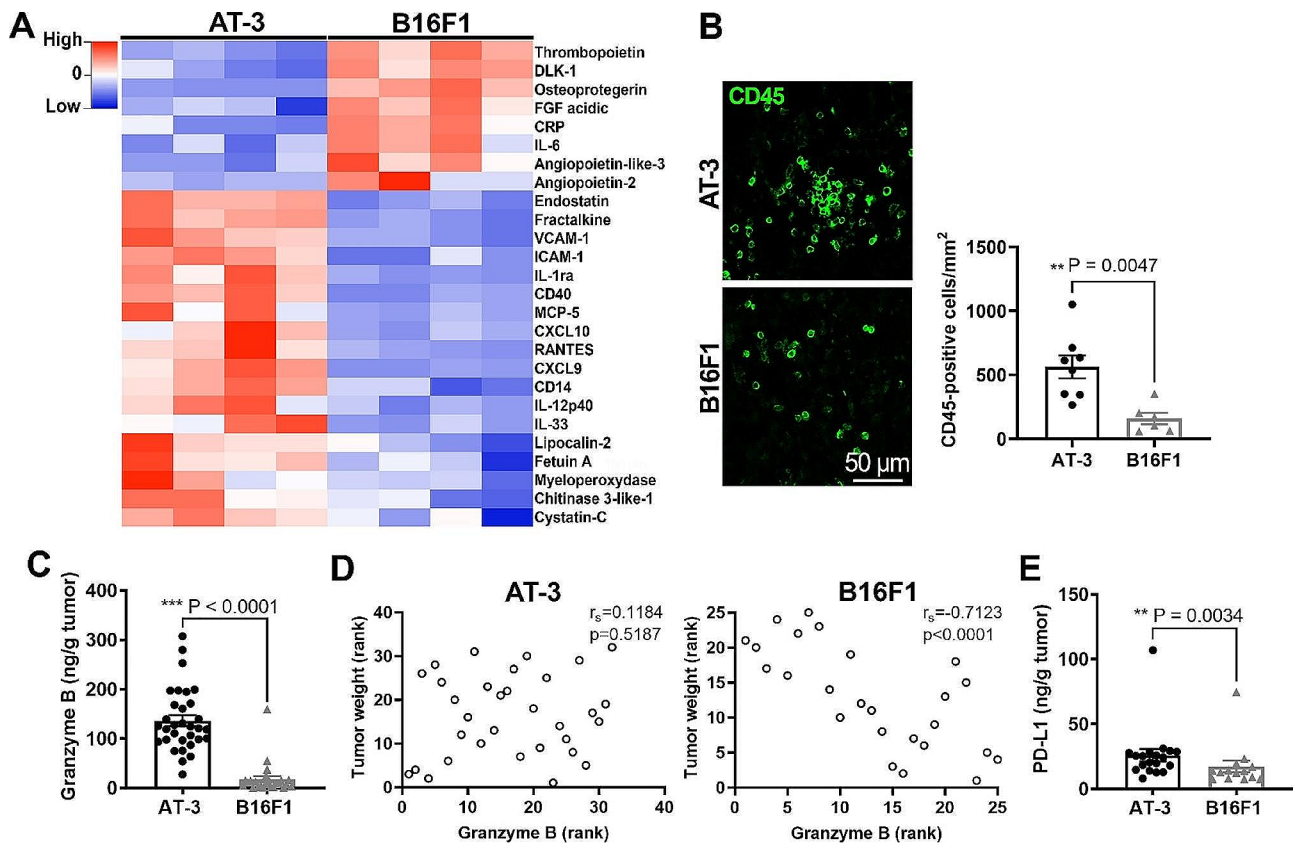 A
AT-3
B16F1
High
0
Low
Thrombopoietin
DLK-1
Osteoprotegerin
FGF acidic
CRP
IL-6
Angiopoietin-like-3
Angiopoietin-2
Endostatin
Fractalkine
VCAM-1
ICAM-1
IL-1ra
CD40
MCP-5
CXCL10
RANTES
CXCL9
CD14
IL-12p40
IL-33
Lipocalin-2
Fetuin A
Myeloperoxydase
Chitinase 3-like-1
Cystatin-C
B
CD45
AT-3
B16F1
50 µm
CD45-positive cells/mm²
1500
1000
500
0
** P = 0.0047
AT-3
B16F1
C
Granzyme B (ng/g tumor)
400
300
200
100
0
*** P < 0.0001
AT-3
B16F1
D
AT-3
rₛ=0.1184
p=0.5187
Tumor weight (rank)
40
30
20
10
0
0
10
20
30
40
Granzyme B (rank)
B16F1
rₛ=-0.7123
p<0.0001
Tumor weight (rank)
25
20
15
10
5
0
0
5
10
15
20
25
Granzyme B (rank)
E
PD-L1 (ng/g tumor)
150
100
50
0
** P = 0.0034
AT-3
B16F1